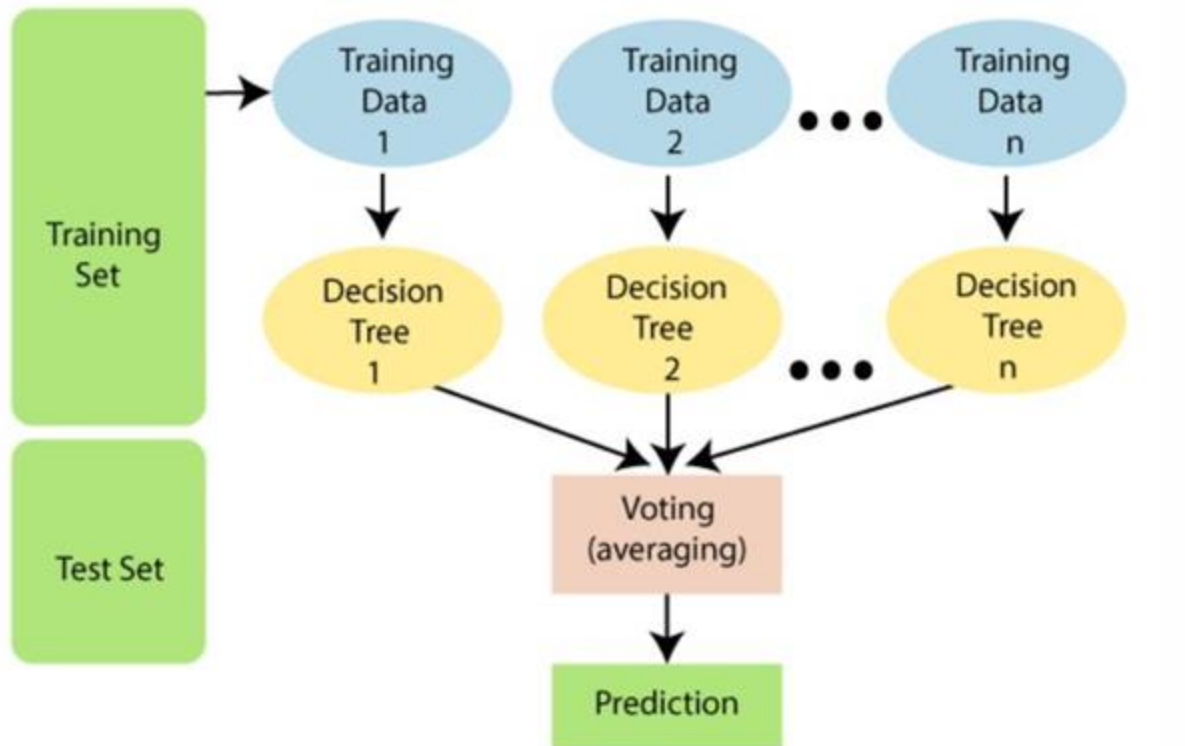 Training
Set
Training
Data
1
Training
Data
2
Training
Data
n
Decision
Tree
1
Decision
Tree
2
Decision
Tree
n
Test Set
Voting
(averaging)
Prediction